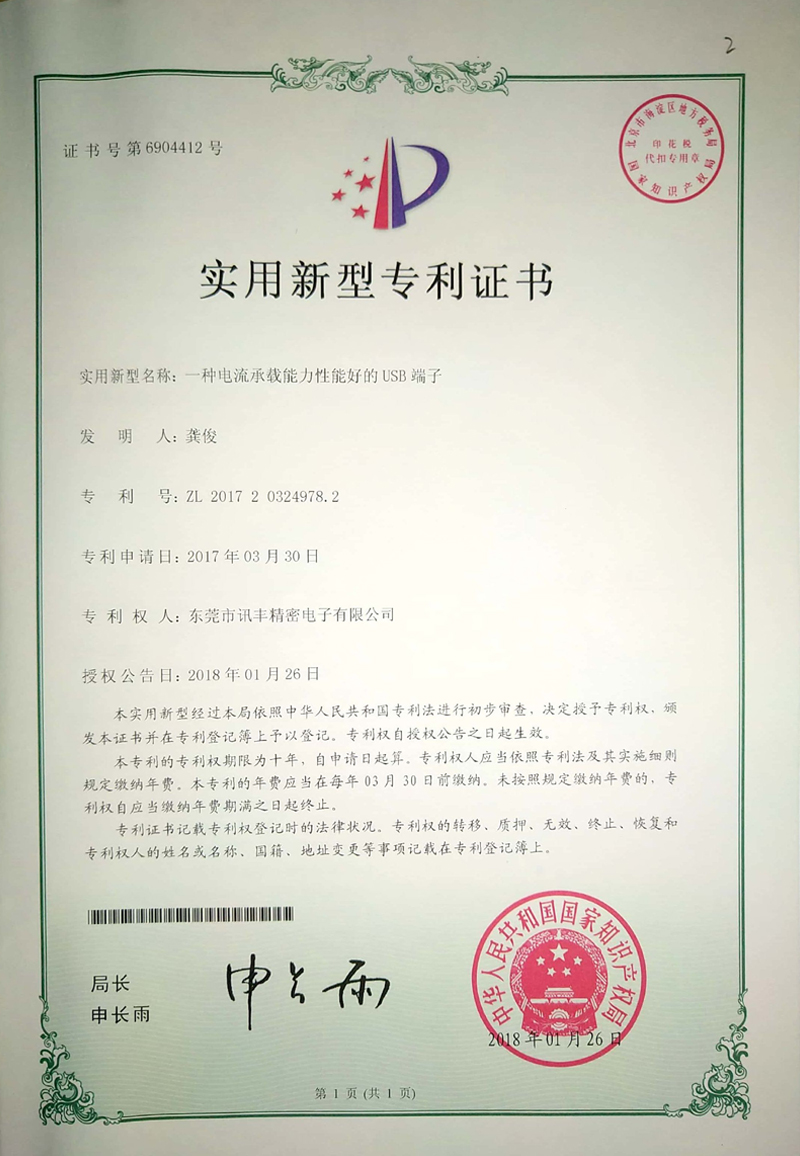 2
证书号第6904412号
北京市海淀区地方税务局
印花税
代扣专用章
国家知识产权局
实用新型专利证书
实用新型名称：一种电流承载能力性能好的USB端子
发明人：龚俊
专利号：ZL 2017 2 0324978.2
专利申请日：2017年03月30日
专利权人：东莞市讯丰精密电子有限公司
授权公告日：2018年01月26日
本实用新型经过本局依照中华人民共和国专利法进行初步审查，决定授予专利权，颁
发本证书并在专利登记簿上予以登记。专利权自授权公告之日起生效。
本专利的专利权期限为十年，自申请日起算。专利权人应当依照专利法及其实施细则
规定缴纳年费。本专利的年费应当在每年03月30日前缴纳。未按照规定缴纳年费的，专
利权自应当缴纳年费期满之日起终止。
专利证书记载专利权登记时的法律状况。专利权的转移、质押、无效、终止、恢复和
专利权人的姓名或名称、国籍、地址变更等事项记载在专利登记簿上。
局长
申长雨
申长雨
中华人民共和国国家知识产权局
2018年01月26日
第1页(共1页)